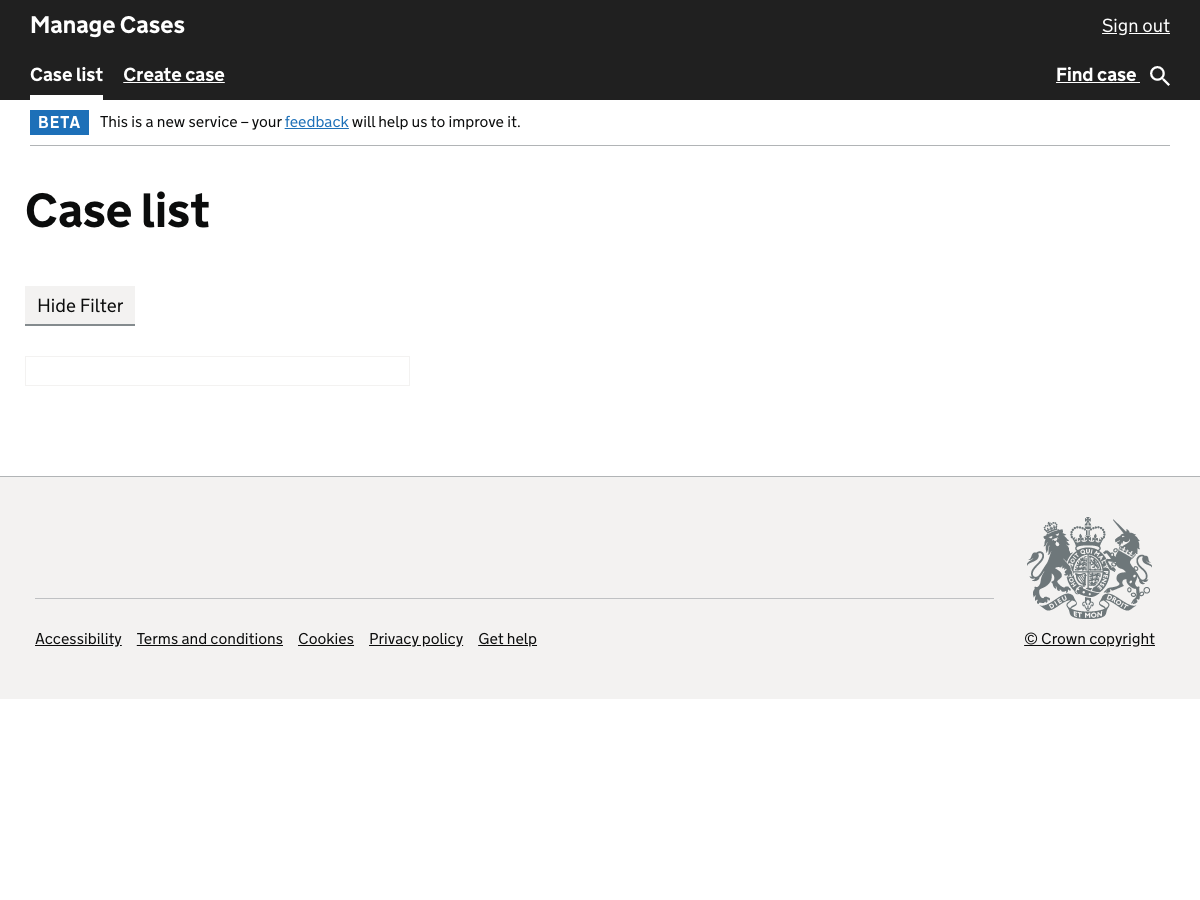 Manage Cases
Sign out
Case list
Create case
Find case
BETA
This is a new service – your feedback will help us to improve it.
Case list
Hide Filter
DIEU ET MON DROIT
Accessibility
Terms and conditions
Cookies
Privacy policy
Get help
© Crown copyright